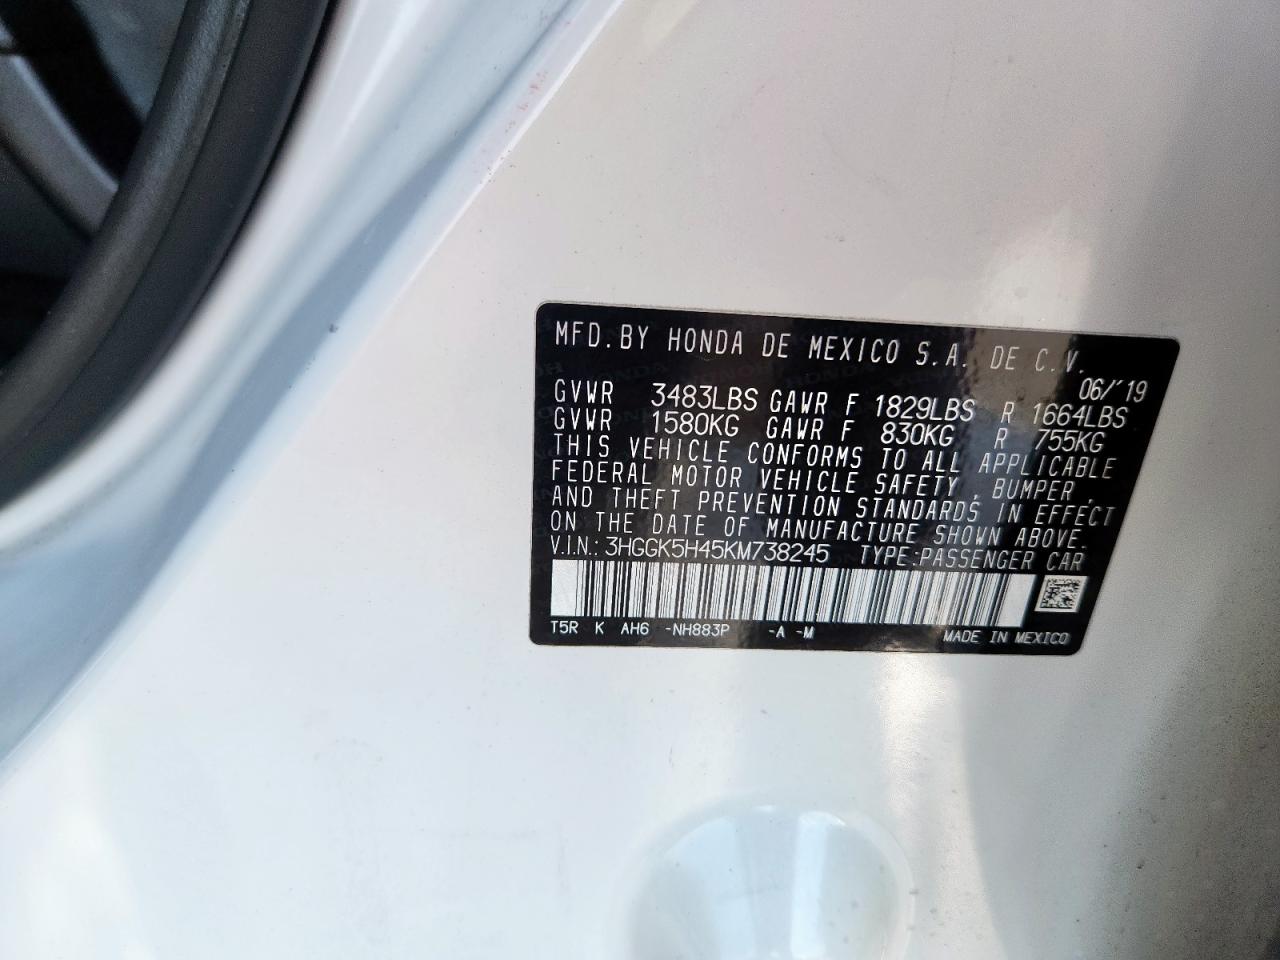 MFD. BY HONDA DE MEXICO S.A. DE C.V.
06/'19
GVWR 3483LBS GAWR F 1829LBS R 1664LBS
GVWR 1580KG GAWR F 830KG R 755KG
THIS VEHICLE CONFORMS TO ALL APPLICABLE
FEDERAL MOTOR VEHICLE SAFETY, BUMPER,
AND THEFT PREVENTION STANDARDS IN EFFECT
ON THE DATE OF MANUFACTURE SHOWN ABOVE.
V.I.N.: 3HGGK5H45KM738245 TYPE:PASSENGER CAR
T5R K AH6 -NH883P -A -M MADE IN MEXICO